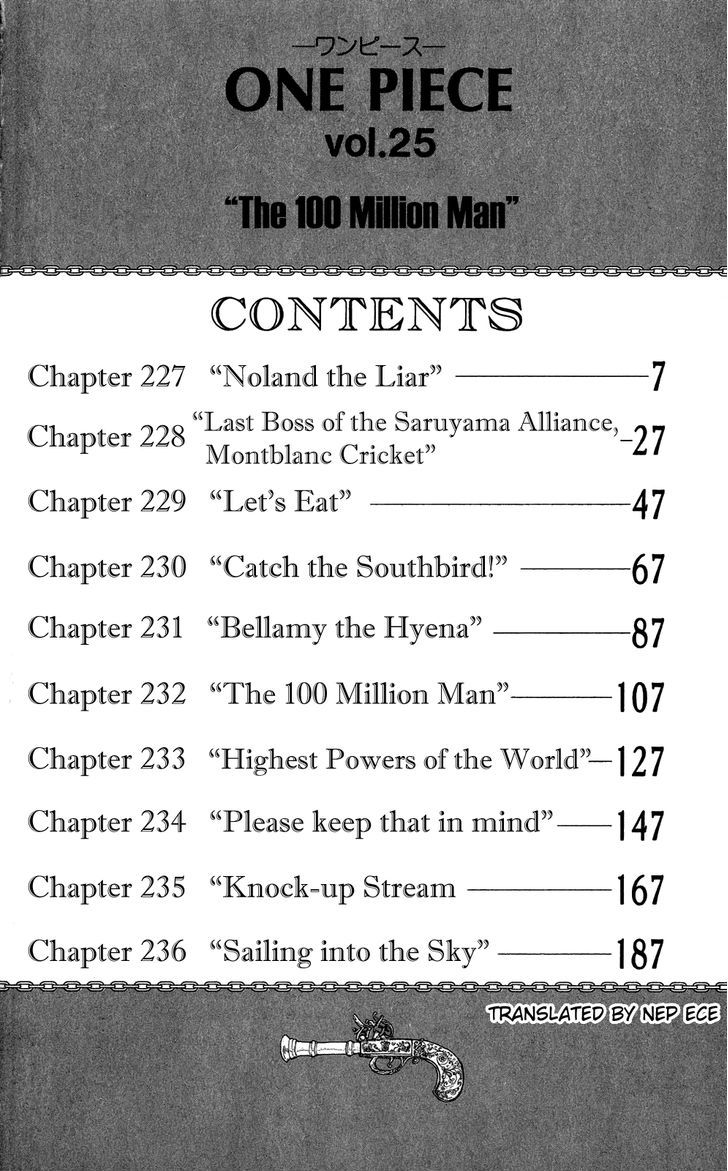 ワンピース
ONE PIECE
vol.25
“The 100 Million Man”
CONTENTS
Chapter 227 “Noland the Liar” 7
Chapter 228 “Last Boss of the Saruyama Alliance,
Montblanc Cricket” 27
Chapter 229 “Let’s Eat” 47
Chapter 230 “Catch the Southbird!” 67
Chapter 231 “Bellamy the Hyena” 87
Chapter 232 “The 100 Million Man” 107
Chapter 233 “Highest Powers of the World” 127
Chapter 234 “Please keep that in mind” 147
Chapter 235 “Knock-up Stream 167
Chapter 236 “Sailing into the Sky” 187
TRANSLATED BY NEP ECE